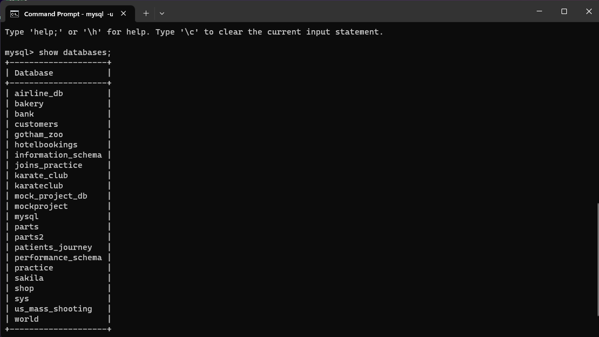 Command Prompt - mysql -u
Type 'help;' or '\h' for help. Type '\c' to clear the current input statement.
mysql> show databases;
+--------------------+
| Database           |
+--------------------+
| airline_db         |
| bakery             |
| bank               |
| customers          |
| gotham_zoo         |
| hotelbookings      |
| information_schema |
| joins_practice     |
| karate_club        |
| karateclub         |
| mock_project_db    |
| mockproject        |
| mysql              |
| parts              |
| parts2             |
| patients_journey   |
| performance_schema |
| practice           |
| sakila             |
| shop               |
| sys                |
| us_mass_shooting   |
| world              |
+--------------------+